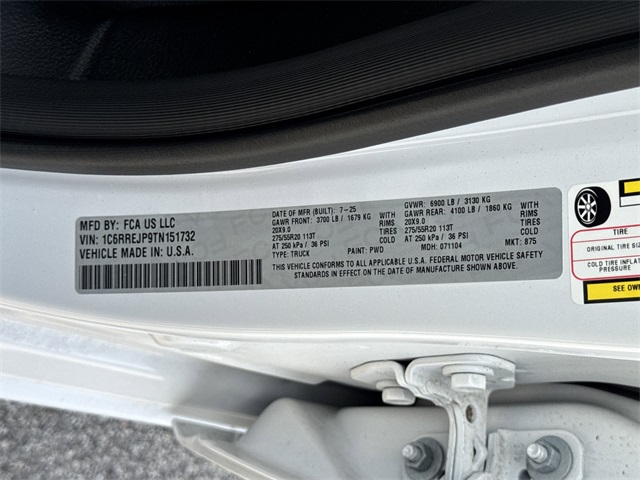 MFD BY: FCA US LLC
VIN: 1C6RREJP9TN151732
VEHICLE MADE IN: U.S.A.
DATE OF MFR (BUILT): 7-25
GAWR FRONT: 3700 LB / 1679 KG WITH
20X9.0 RIMS
275/55R20 113T TIRES
AT 250 kPa / 36 PSI COLD
TYPE: TRUCK PAINT: PWD
GVWR: 6900 LB / 3130 KG
GAWR REAR: 4100 LB / 1860 KG WITH
20X9.0 RIMS
275/55R20 113T TIRES
AT 250 kPa / 36 PSI COLD
MDH: 071104 MKT: 875
THIS VEHICLE CONFORMS TO ALL APPLICABLE U.S.A. FEDERAL MOTOR VEHICLE SAFETY
STANDARDS IN EFFECT ON THE DATE OF MANUFACTURE SHOWN ABOVE.
TIRE
ORIGINAL TIRE
COLD TIRE
PRESSURE
SEE